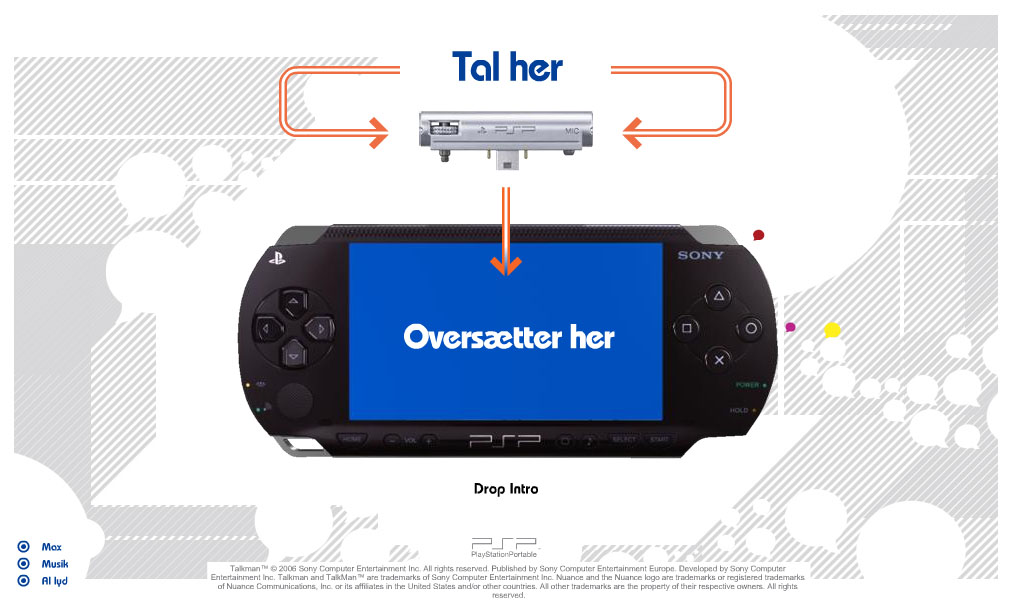 Tal her
PSP MIC
SONY
Oversætter her
POWER
HOLD
HOME VOL PSP SELECT START
Drop Intro
PSP
PlayStationPortable
Max
Musik
Al lyd
Talkman™ © 2006 Sony Computer Entertainment Inc. All rights reserved. Published by Sony Computer Entertainment Europe. Developed by Sony Computer
Entertainment Inc. Talkman and TalkMan™ are trademarks of Sony Computer Entertainment Inc. Nuance and the Nuance logo are trademarks or registered trademarks
of Nuance Communications, Inc. or its affiliates in the United States and/or other countries. All other trademarks are the property of their respective owners. All rights
reserved.